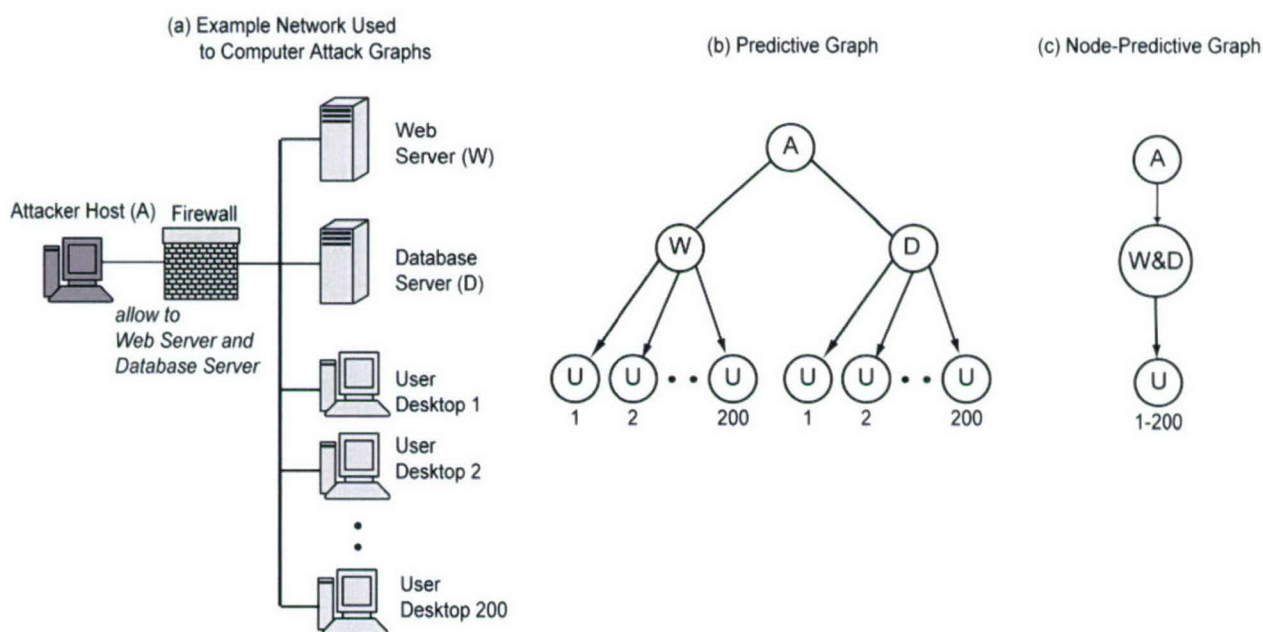 (a) Example Network Used
to Computer Attack Graphs
Web
Server (W)
Attacker Host (A)
Firewall
Database
Server (D)
allow to
Web Server and
Database Server
User
Desktop 1
User
Desktop 2
User
Desktop 200
(b) Predictive Graph
A
W
D
U
U
U
U
U
U
1
2
200
1
2
200
(c) Node-Predictive Graph
A
W&D
U
1-200